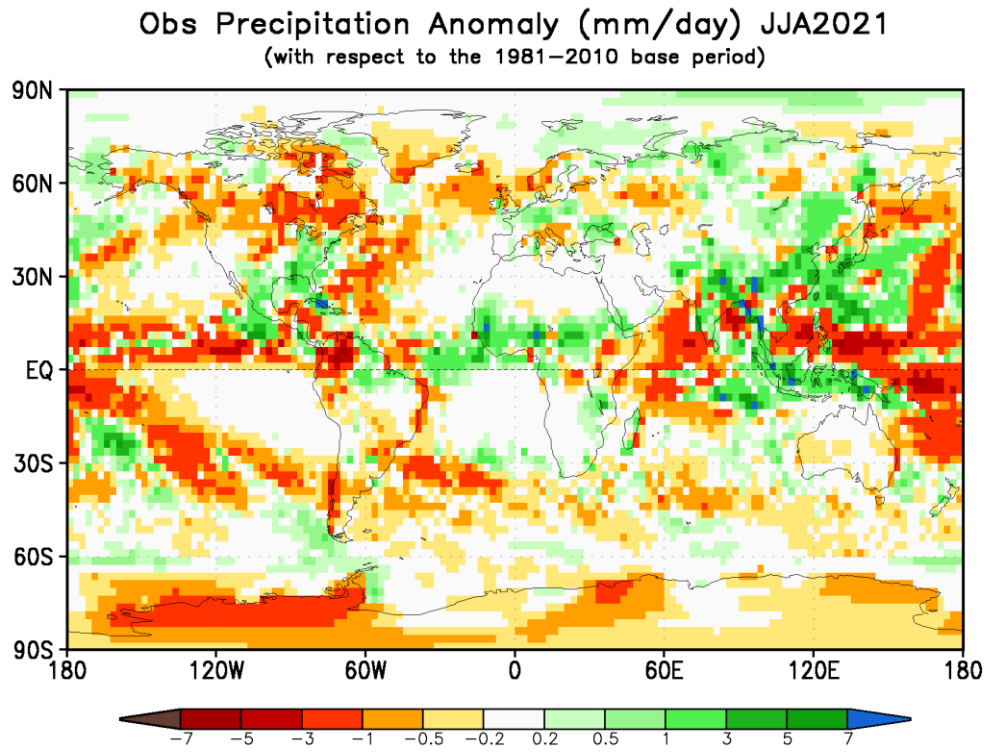 Obs Precipitation Anomaly (mm/day) JJA2021
(with respect to the 1981–2010 base period)
90N
60N
30N
EQ
30S
60S
90S
180 120W 60W 0 60E 120E 180
−7 −5 −3 −1 −0.5 −0.2 0.2 0.5 1 3 5 7